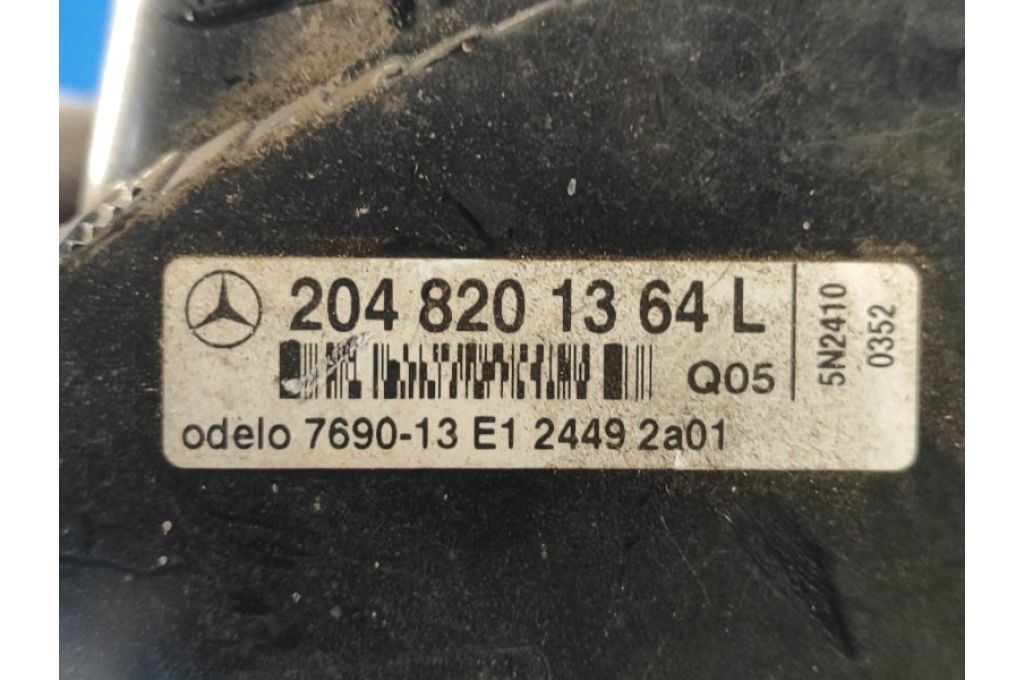 204 820 13 64 L
Q05
odelo 7690-13 E1 2449 2a01
5N2410
0352